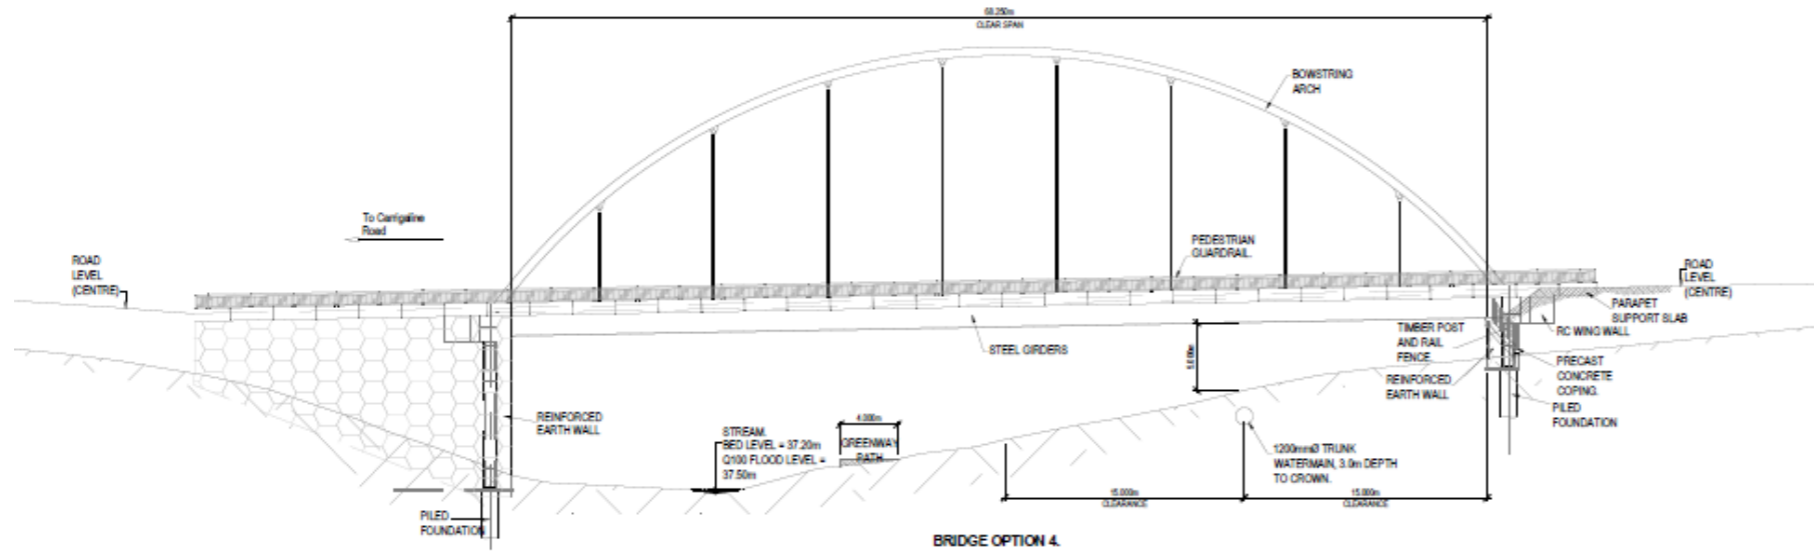 68.250m
CLEAR SPAN
BOWSTRING
ARCH
To Carrigaline
Road
PEDESTRIAN
GUARDRAIL.
ROAD
LEVEL
(CENTRE)
ROAD
LEVEL
(CENTRE)
PARAPET
SUPPORT SLAB
RC WING WALL
TIMBER POST
AND RAIL
FENCE.
STEEL GIRDERS
PRECAST
CONCRETE
COPING.
REINFORCED
EARTH WALL
PILED
FOUNDATION
REINFORCED
EARTH WALL
4.000m
GREENWAY
PATH
STREAM.
BED LEVEL = 37.20m
Q100 FLOOD LEVEL =
37.50m
1200mmØ TRUNK
WATERMAIN, 3.0m DEPTH
TO CROWN.
15.000m
CLEARANCE
15.000m
CLEARANCE
PILED
FOUNDATION
BRIDGE OPTION 4.